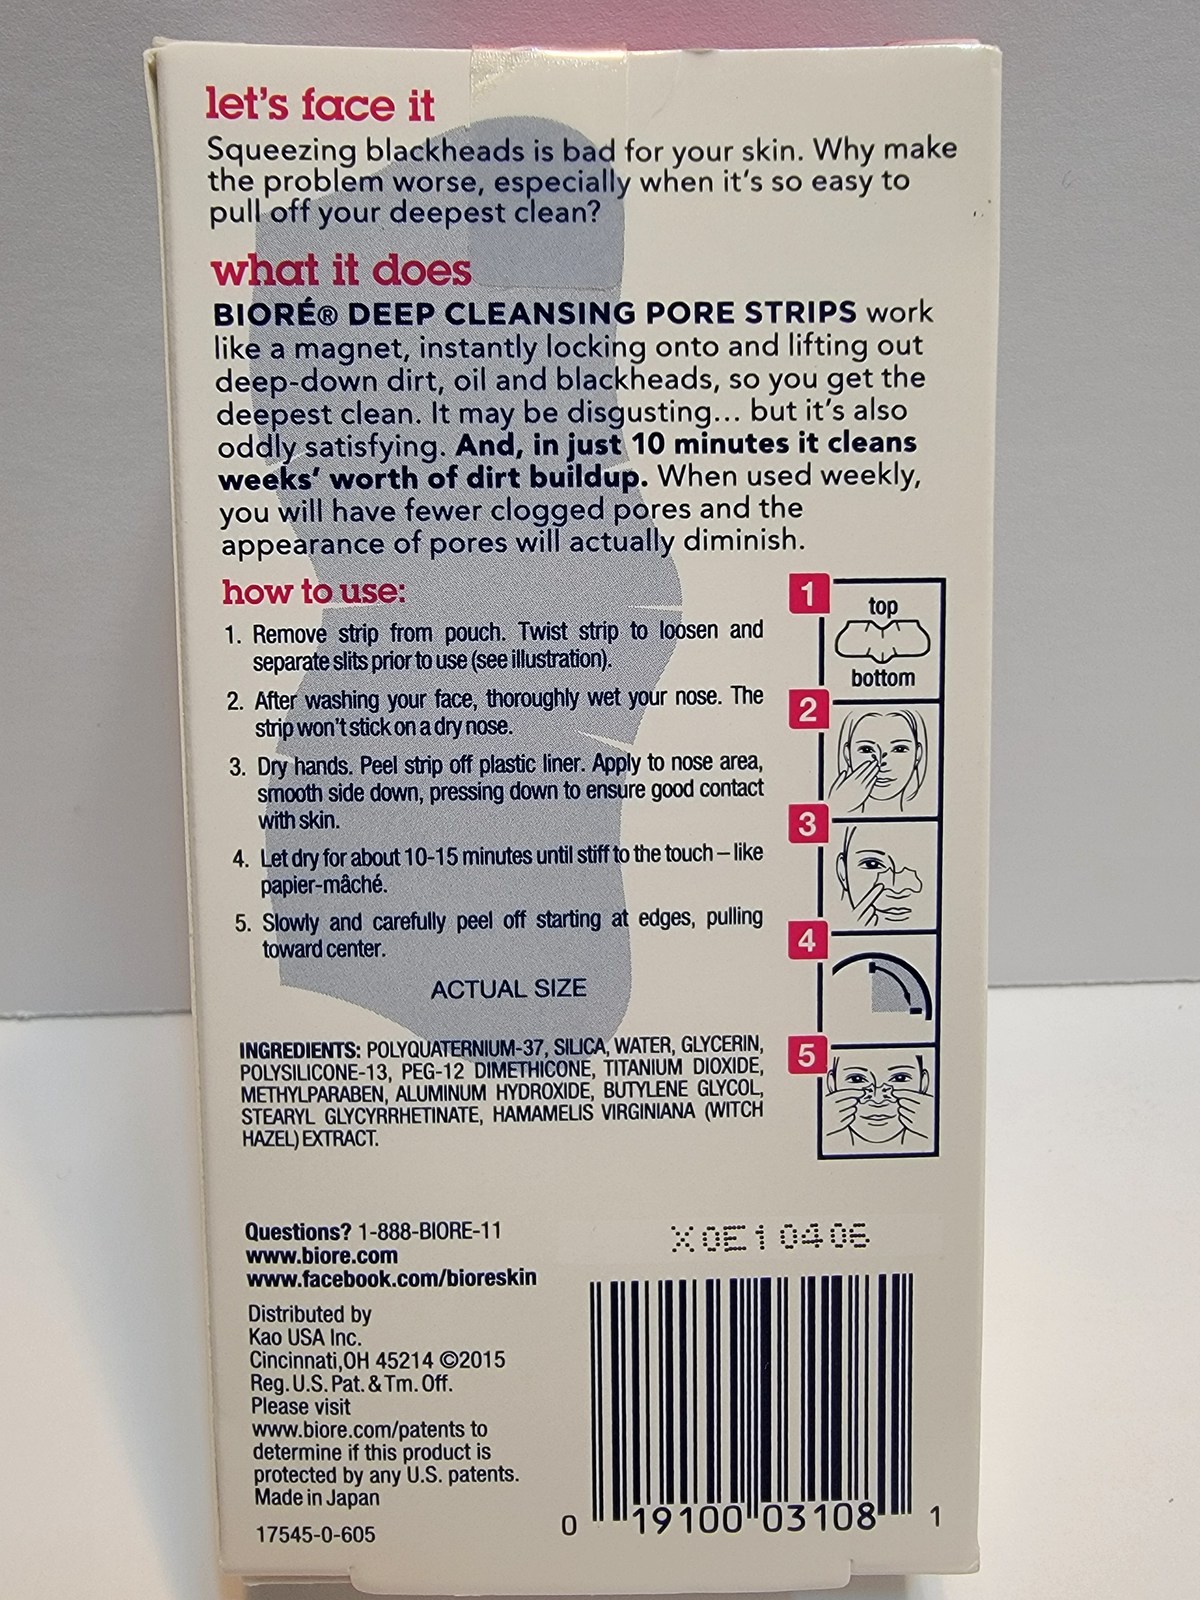 let's face it
Squeezing blackheads is bad for your skin. Why make
the problem worse, especially when it's so easy to
pull off your deepest clean?
what it does
BIORÉ® DEEP CLEANSING PORE STRIPS work
like a magnet, instantly locking onto and lifting out
deep-down dirt, oil and blackheads, so you get the
deepest clean. It may be disgusting... but it's also
oddly satisfying. And, in just 10 minutes it cleans
weeks' worth of dirt buildup. When used weekly,
you will have fewer clogged pores and the
appearance of pores will actually diminish.
how to use:
1. Remove strip from pouch. Twist strip to loosen and
separate slits prior to use (see illustration).
2. After washing your face, thoroughly wet your nose. The
strip won't stick on a dry nose.
3. Dry hands. Peel strip off plastic liner. Apply to nose area,
smooth side down, pressing down to ensure good contact
with skin.
4. Let dry for about 10-15 minutes until stiff to the touch – like
papier-mâché.
5. Slowly and carefully peel off starting at edges, pulling
toward center.
ACTUAL SIZE
1
top
bottom
2
3
4
5
INGREDIENTS: POLYQUATERNIUM-37, SILICA, WATER, GLYCERIN,
POLYSILICONE-13, PEG-12 DIMETHICONE, TITANIUM DIOXIDE,
METHYLPARABEN, ALUMINUM HYDROXIDE, BUTYLENE GLYCOL,
STEARYL GLYCYRRHETINATE, HAMAMELIS VIRGINIANA (WITCH
HAZEL) EXTRACT.
Questions? 1-888-BIORE-11
www.biore.com
www.facebook.com/bioreskin
Distributed by
Kao USA Inc.
Cincinnati,OH 45214 ©2015
Reg. U.S. Pat. & Tm. Off.
Please visit
www.biore.com/patents to
determine if this product is
protected by any U.S. patents.
Made in Japan
17545-0-605
X0E10406
0 19100 03108 1